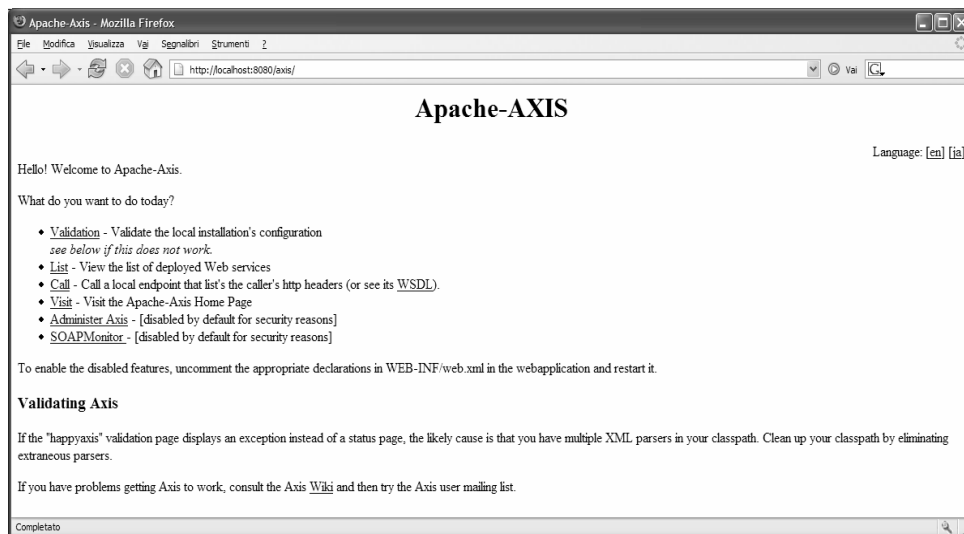 Apache-Axis - Mozilla Firefox
File Modifica Visualizza Vai Segnalibri Strumenti ?
http://localhost:8080/axis/ Vai G
Apache-AXIS
Language: [en] [ja]
Hello! Welcome to Apache-Axis.
What do you want to do today?
Validation - Validate the local installation's configuration
see below if this does not work.
List - View the list of deployed Web services
Call - Call a local endpoint that list's the caller's http headers (or see its WSDL).
Visit - Visit the Apache-Axis Home Page
Administer Axis - [disabled by default for security reasons]
SOAPMonitor - [disabled by default for security reasons]
To enable the disabled features, uncomment the appropriate declarations in WEB-INF/web.xml in the webapplication and restart it.
Validating Axis
If the "happyaxis" validation page displays an exception instead of a status page, the likely cause is that you have multiple XML parsers in your classpath. Clean up your classpath by eliminating
extraneous parsers.
If you have problems getting Axis to work, consult the Axis Wiki and then try the Axis user mailing list.
Completato